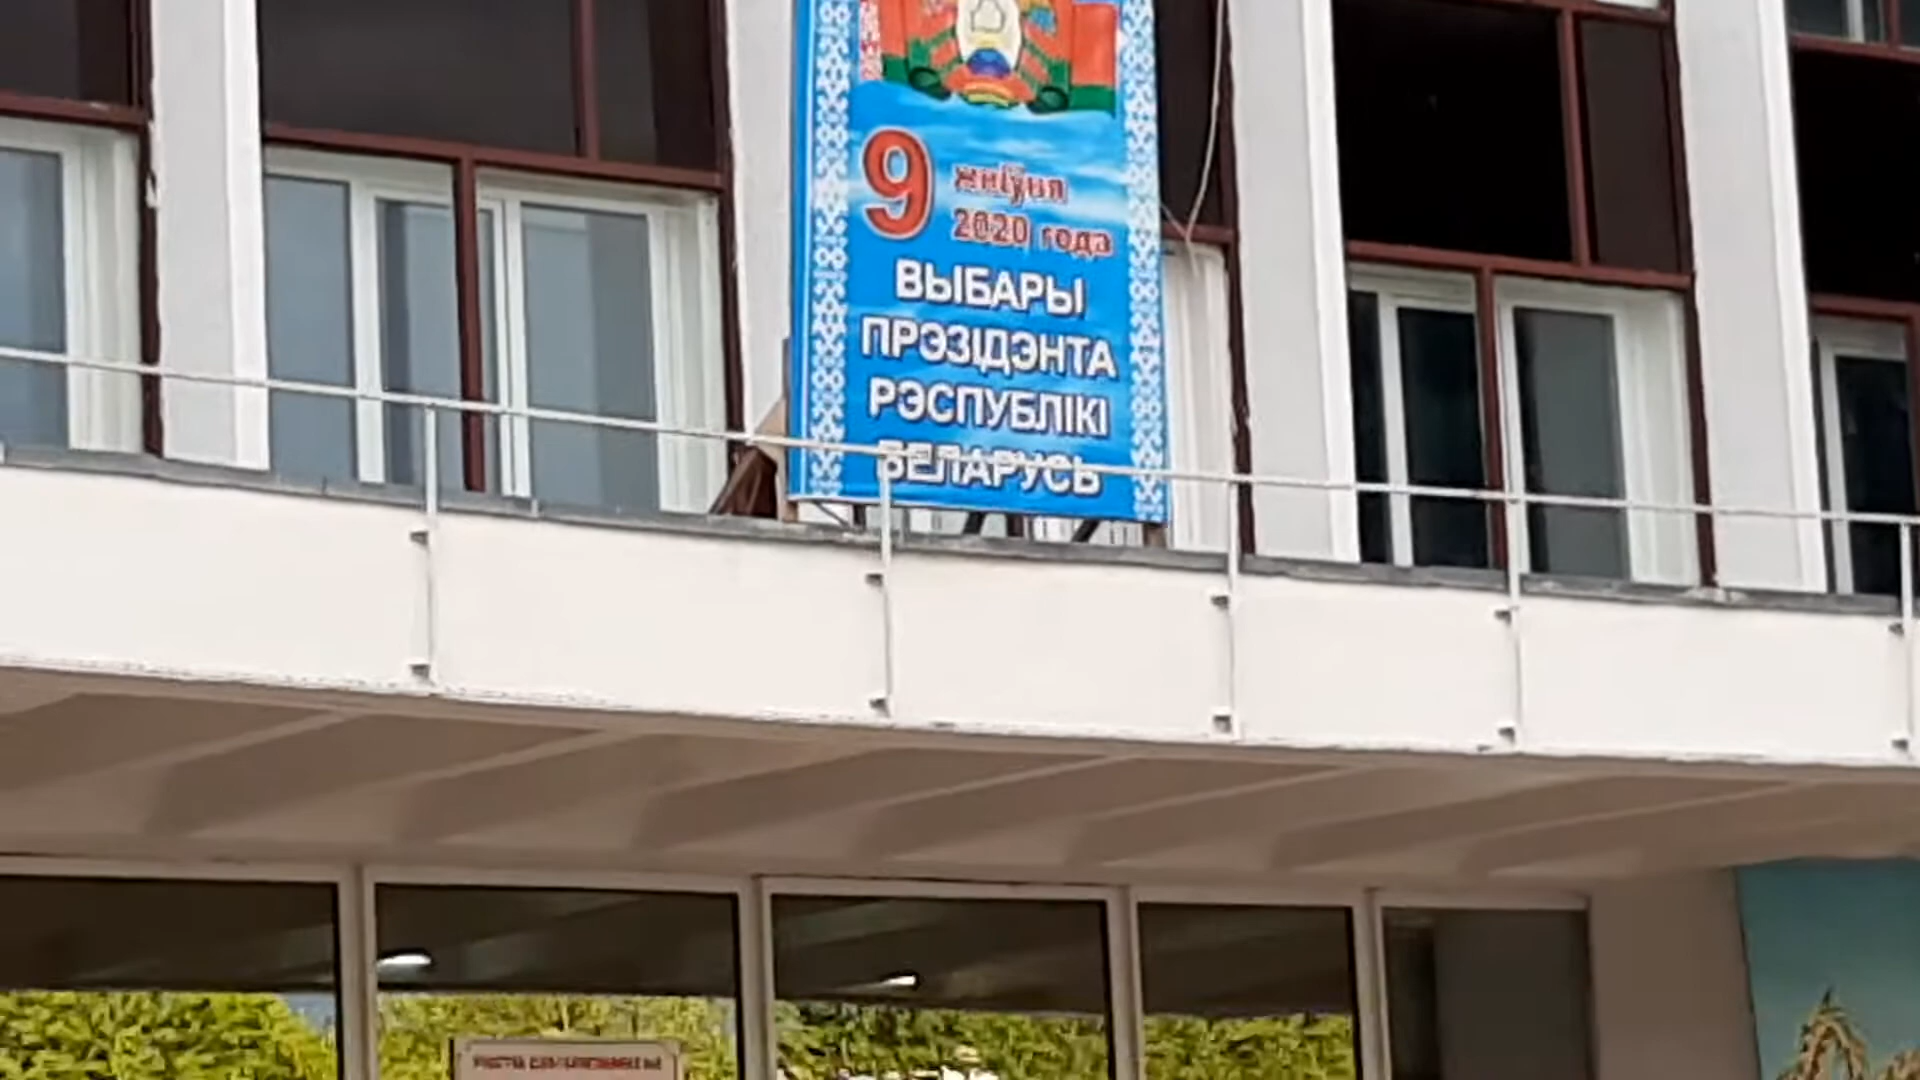 9 жніўня
2020 года
ВЫБАРЫ
ПРЭЗІДЭНТА
РЭСПУБЛІКІ
БЕЛАРУСЬ